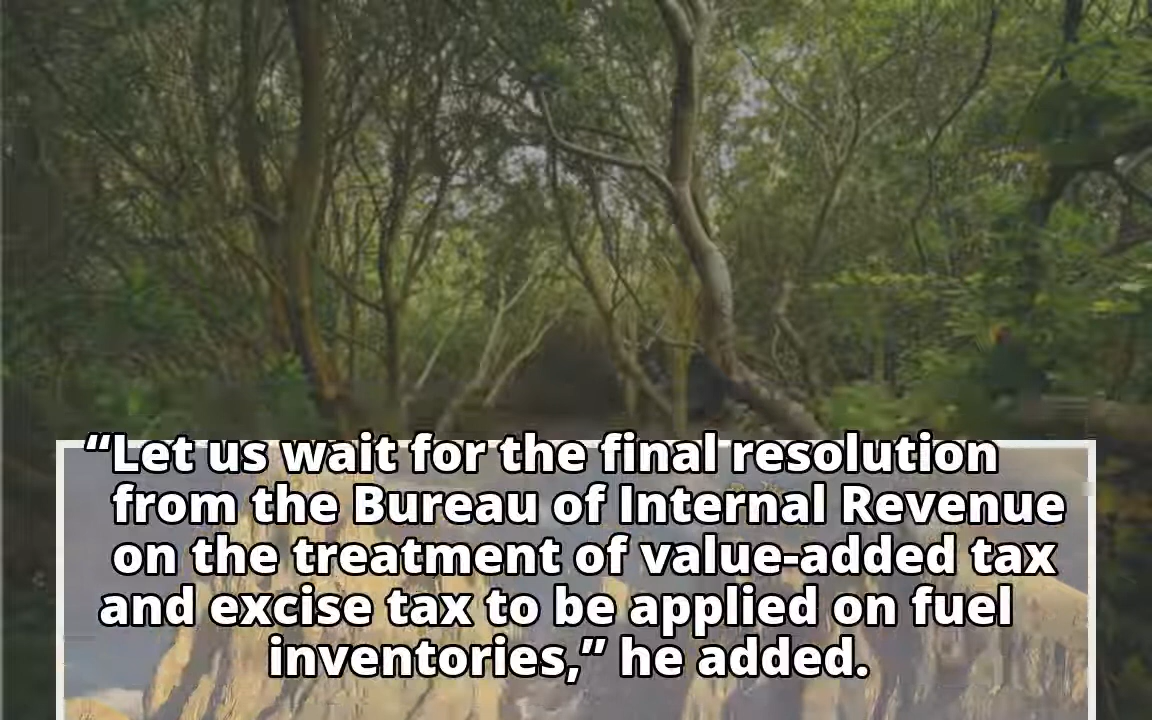 “Let us wait for the final resolution
from the Bureau of Internal Revenue
on the treatment of value-added tax
and excise tax to be applied on fuel
inventories,” he added.